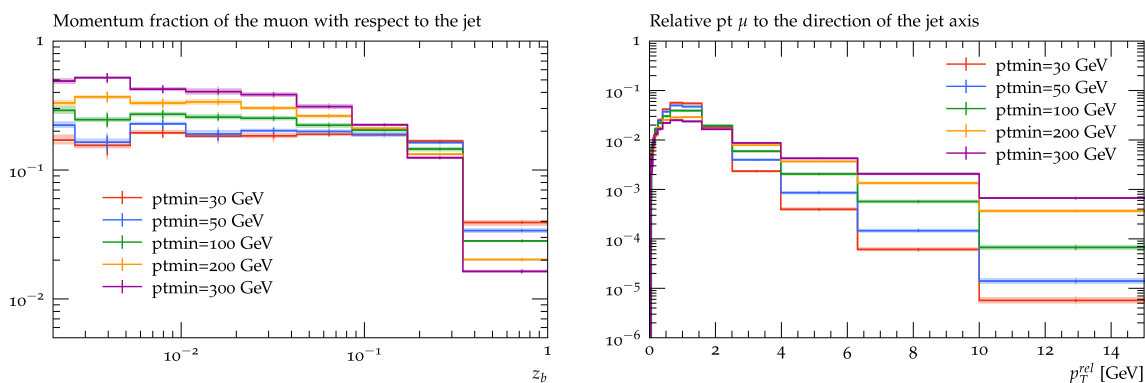 Momentum fraction of the muon with respect to the jet
1
10⁻¹
10⁻²
ptmin=30 GeV
ptmin=50 GeV
ptmin=100 GeV
ptmin=200 GeV
ptmin=300 GeV
10⁻² 10⁻¹ 1
z_b
Relative pt μ to the direction of the jet axis
1
10⁻¹
10⁻²
10⁻³
10⁻⁴
10⁻⁵
10⁻⁶
ptmin=30 GeV
ptmin=50 GeV
ptmin=100 GeV
ptmin=200 GeV
ptmin=300 GeV
0 2 4 6 8 10 12 14
p_T^rel [GeV]